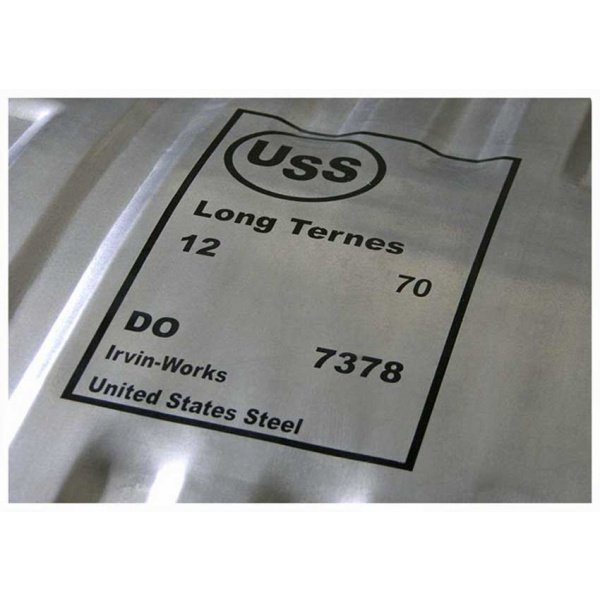 USS
Long Ternes
12
70
DO
7378
Irvin-Works
United States Steel